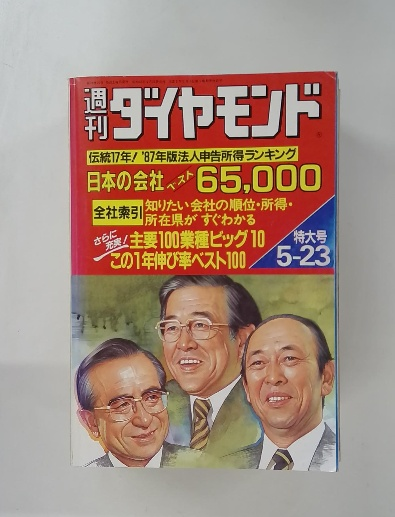 週刊ダイヤモンド
伝統17年!'87年版法人申告所得ランキング
日本の会社ベスト65,000
全社索引 知りたい会社の順位・所得・
所在県が すぐわかる
さらに充実! 主要100業種ビッグ10
この1年伸び率ベスト100
特大号
5-23